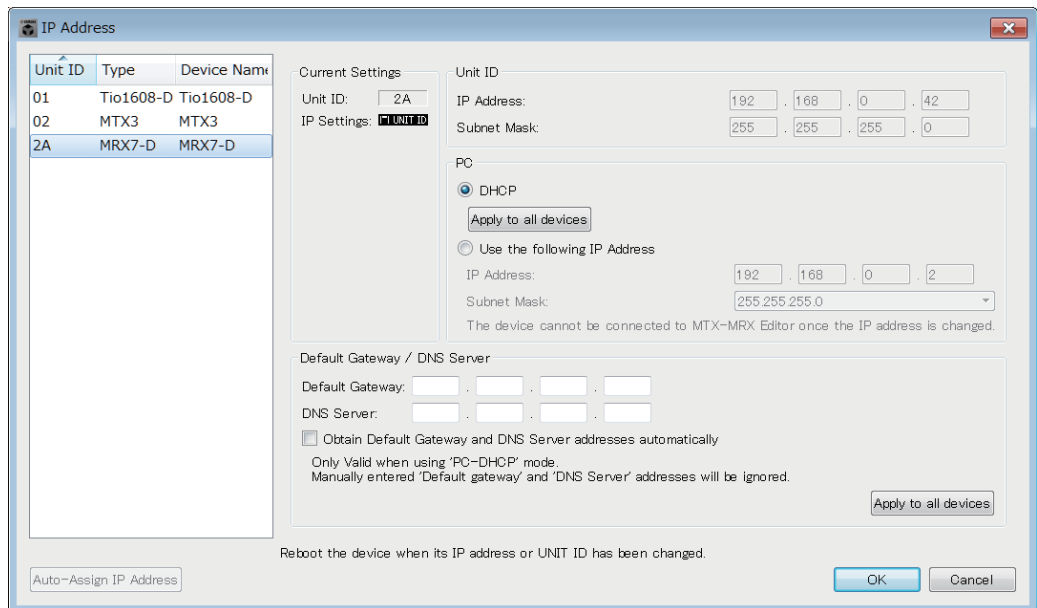 IP Address
Unit ID Type Device Name
01 Tio1608-D Tio1608-D
02 MTX3 MTX3
2A MRX7-D MRX7-D
Current Settings
Unit ID: 2A
IP Settings: UNIT ID
Unit ID
IP Address: 192 . 168 . 0 . 42
Subnet Mask: 255 . 255 . 255 . 0
PC
DHCP
Apply to all devices
Use the following IP Address
IP Address: 192 . 168 . 0 . 2
Subnet Mask: 255.255.255.0
The device cannot be connected to MTX-MRX Editor once the IP address is changed.
Default Gateway / DNS Server
Default Gateway: . . .
DNS Server: . . .
Obtain Default Gateway and DNS Server addresses automatically
Only Valid when using 'PC-DHCP' mode.
Manually entered 'Default gateway' and 'DNS Server' addresses will be ignored.
Apply to all devices
Reboot the device when its IP address or UNIT ID has been changed.
Auto-Assign IP Address
OK Cancel